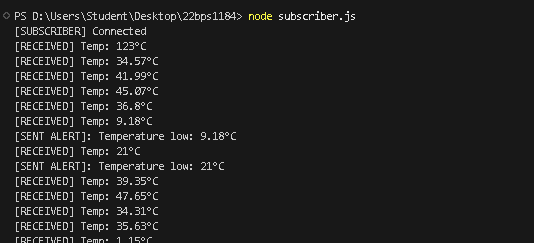 PS D:\Users\Student\Desktop\22bps1184> node subscriber.js
[SUBSCRIBER] Connected
[RECEIVED] Temp: 123°C
[RECEIVED] Temp: 34.57°C
[RECEIVED] Temp: 41.99°C
[RECEIVED] Temp: 45.07°C
[RECEIVED] Temp: 36.8°C
[RECEIVED] Temp: 9.18°C
[SENT ALERT]: Temperature low: 9.18°C
[RECEIVED] Temp: 21°C
[SENT ALERT]: Temperature low: 21°C
[RECEIVED] Temp: 39.35°C
[RECEIVED] Temp: 47.65°C
[RECEIVED] Temp: 34.31°C
[RECEIVED] Temp: 35.63°C
[RECEIVED] Temp: 1.15°C